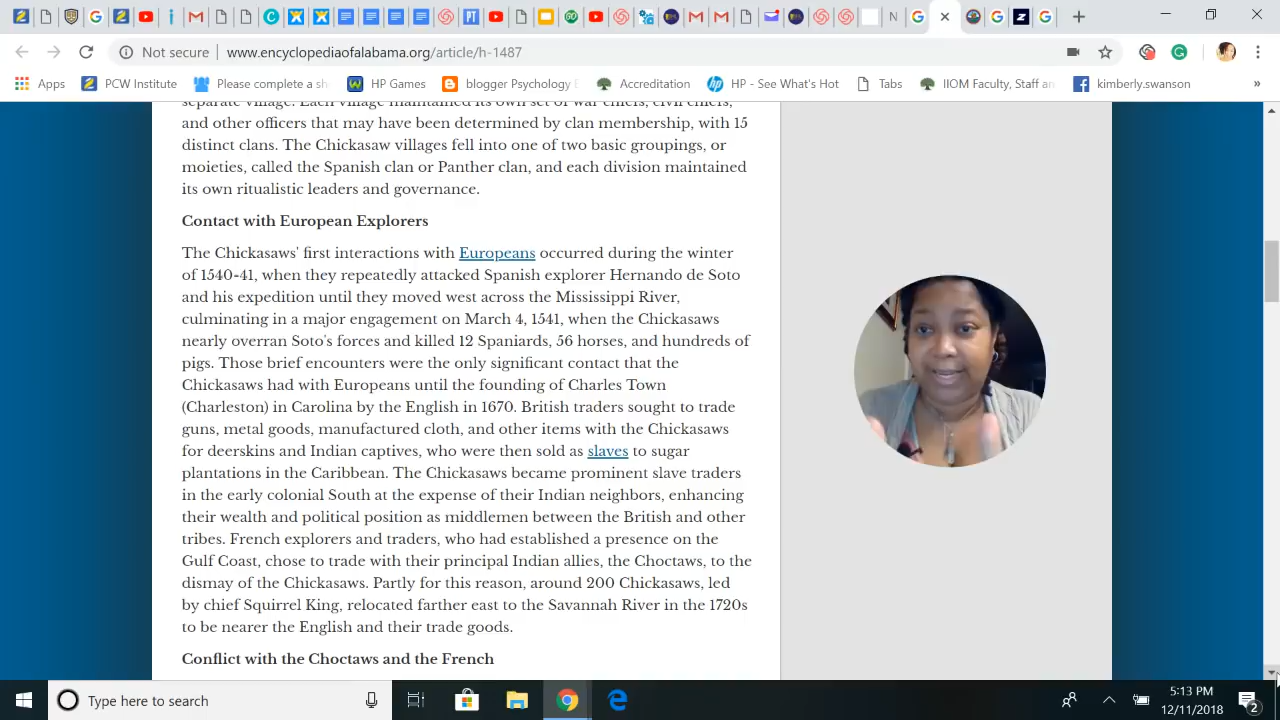 Not secure
www.encyclopediaofalabama.org/article/h-1487
Apps
PCW Institute
Please complete a sh
HP Games
blogger Psychology E
Accreditation
HP - See What's Hot
Tabs
IIOM Faculty, Staff an
kimberly.swanson
»
separate village. Each village maintained its own set of war chiefs, civil chiefs,
and other officers that may have been determined by clan membership, with 15
distinct clans. The Chickasaw villages fell into one of two basic groupings, or
moieties, called the Spanish clan or Panther clan, and each division maintained
its own ritualistic leaders and governance.
Contact with European Explorers
The Chickasaws' first interactions with Europeans occurred during the winter
of 1540-41, when they repeatedly attacked Spanish explorer Hernando de Soto
and his expedition until they moved west across the Mississippi River,
culminating in a major engagement on March 4, 1541, when the Chickasaws
nearly overran Soto's forces and killed 12 Spaniards, 56 horses, and hundreds of
pigs. Those brief encounters were the only significant contact that the
Chickasaws had with Europeans until the founding of Charles Town
(Charleston) in Carolina by the English in 1670. British traders sought to trade
guns, metal goods, manufactured cloth, and other items with the Chickasaws
for deerskins and Indian captives, who were then sold as slaves to sugar
plantations in the Caribbean. The Chickasaws became prominent slave traders
in the early colonial South at the expense of their Indian neighbors, enhancing
their wealth and political position as middlemen between the British and other
tribes. French explorers and traders, who had established a presence on the
Gulf Coast, chose to trade with their principal Indian allies, the Choctaws, to the
dismay of the Chickasaws. Partly for this reason, around 200 Chickasaws, led
by chief Squirrel King, relocated farther east to the Savannah River in the 1720s
to be nearer the English and their trade goods.
Conflict with the Choctaws and the French
Type here to search
5:13 PM
12/11/2018
2